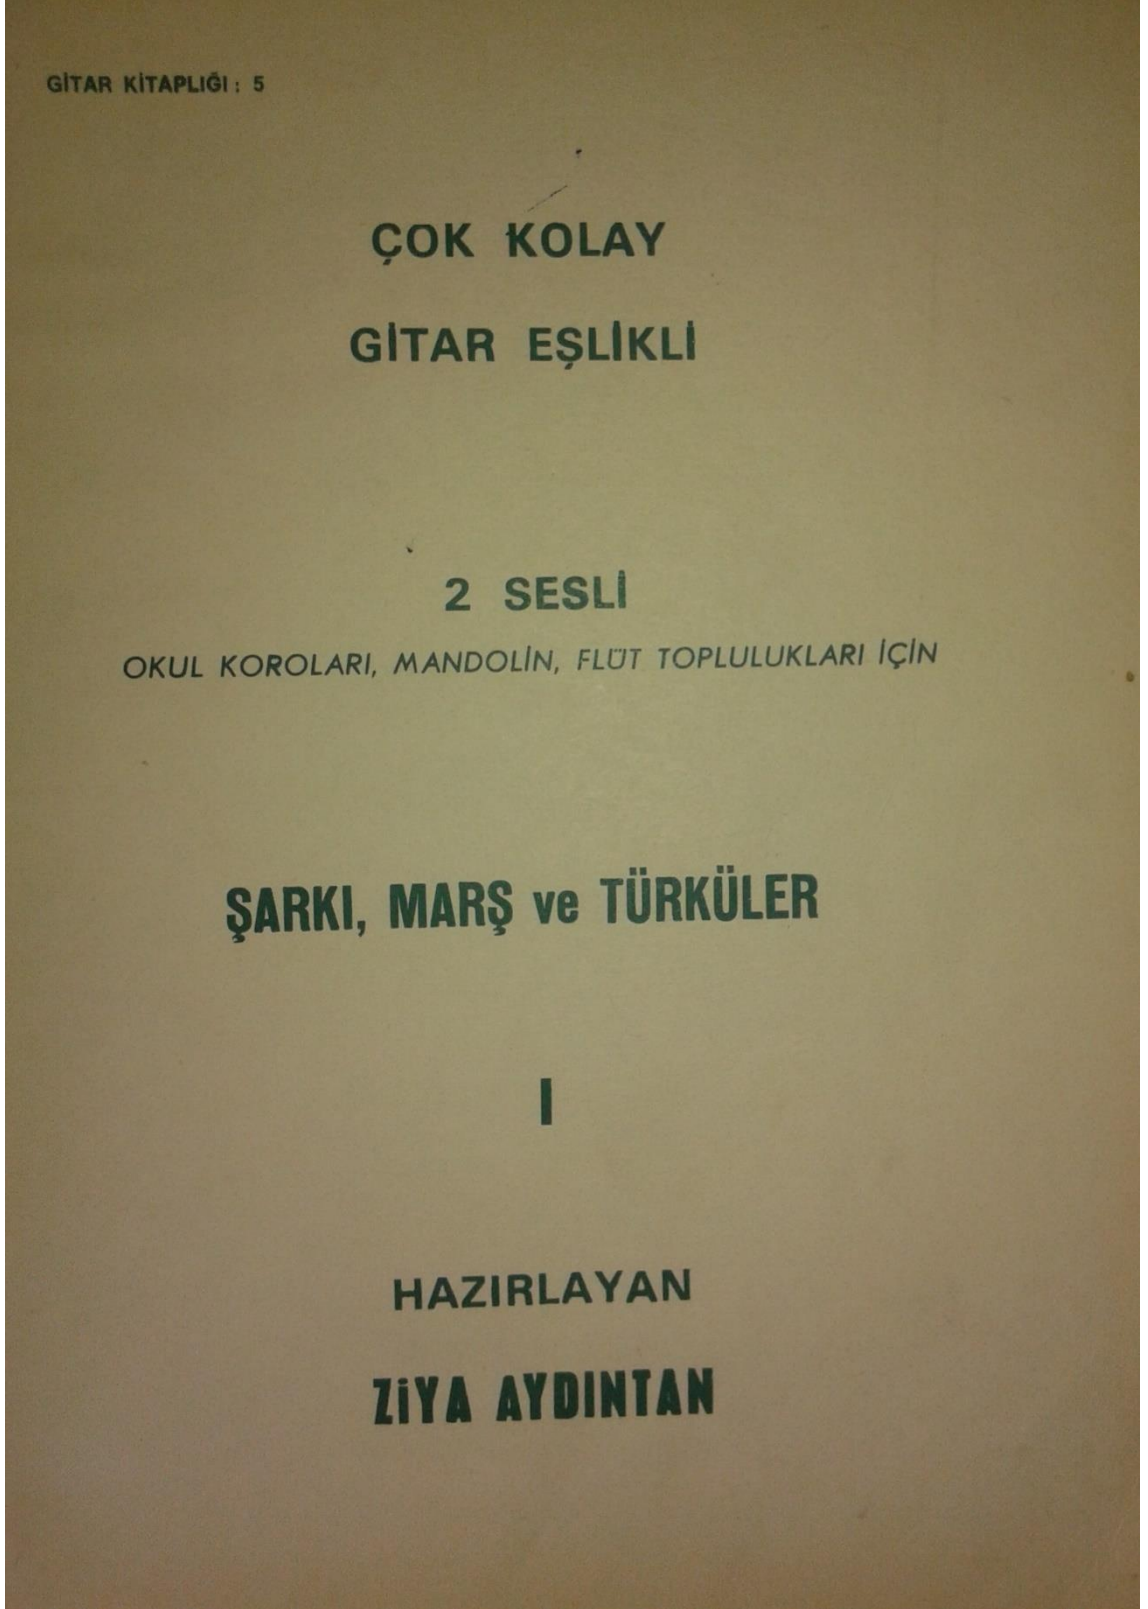 GİTAR KİTAPLIĞI: 5
ÇOK KOLAY
GİTAR EŞLİKLİ
2 SESLİ
OKUL KOROLARI, MANDOLİN, FLÜT TOPLULUKLARI İÇİN
ŞARKI, MARŞ ve TÜRKÜLER
I
HAZIRLAYAN
ZİYA AYDINTAN